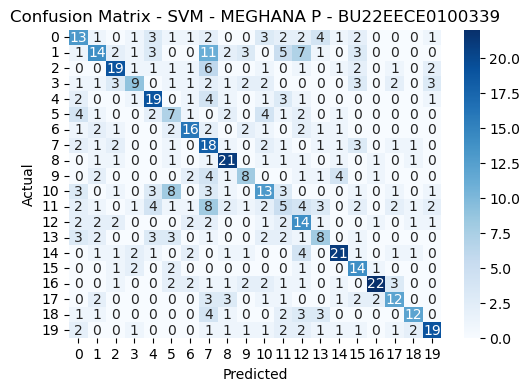 Confusion Matrix - SVM - MEGHANA P - BU22EECE0100339
0 13 1 0 1 3 1 1 2 0 0 3 2 2 4 1 2 0 0 0 1
1 1 14 2 1 3 0 0 11 2 3 0 5 7 1 0 3 0 0 0 0
2 0 0 19 1 1 1 1 6 0 0 1 0 1 0 1 2 0 1 0 2
3 1 1 3 9 0 1 1 2 1 2 2 0 0 0 0 3 0 2 0 3
4 2 0 0 0 19 0 1 4 1 0 1 3 1 0 0 0 0 0 0 1
5 4 1 0 0 2 7 1 0 2 0 4 1 2 1 0 0 0 0 0 0
6 1 2 1 0 0 2 16 2 0 2 1 0 2 1 1 0 0 0 0 0
7 2 1 2 0 0 0 1 18 1 0 2 1 0 1 1 3 0 1 1 0
8 0 1 1 0 1 1 0 1 21 0 0 1 1 1 1 0 1 0 1 0
9 0 2 0 0 0 0 2 4 0 8 0 0 1 1 4 0 0 0 0 0
10 3 0 1 0 3 8 0 3 1 0 13 3 0 0 0 1 0 0 0 0
11 2 1 0 1 4 1 1 8 2 1 2 5 4 3 0 2 0 2 1 2
12 2 2 2 0 0 2 2 0 0 0 2 1 14 1 0 0 1 0 1 1
13 3 2 0 0 3 3 0 1 0 0 2 2 1 8 0 1 0 0 0 0
14 0 1 1 2 1 0 2 1 1 0 0 0 4 0 21 1 0 1 1 0
15 0 0 1 2 0 2 0 0 0 0 0 0 0 0 0 14 1 0 0 0
16 0 1 0 0 0 2 2 1 1 2 2 1 1 0 1 1 22 3 0 0
17 0 2 0 0 0 0 0 3 3 0 0 0 0 0 1 2 2 12 0 0
18 1 1 0 0 0 0 0 4 1 0 1 2 3 3 0 0 0 0 12 0
19 2 0 0 1 0 0 2 1 1 1 2 2 1 1 1 1 0 1 2 19
0 1 2 3 4 5 6 7 8 9 10 11 12 13 14 15 16 17 18 19
Actual
Predicted
20.0
17.5
15.0
12.5
10.0
7.5
5.0
2.5
0.0